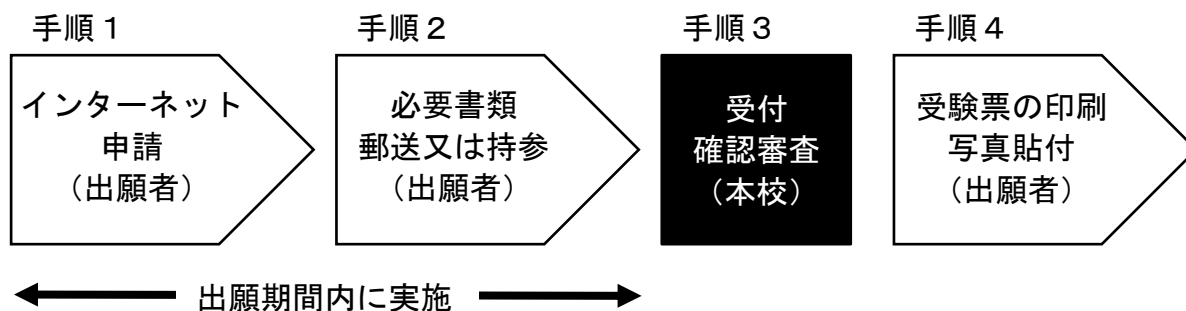 手順１
インターネット
申請
（出願者）
手順２
必要書類
郵送又は持参
（出願者）
手順３
受付
確認審査
（本校）
手順４
受験票の印刷
写真貼付
（出願者）
出願期間内に実施